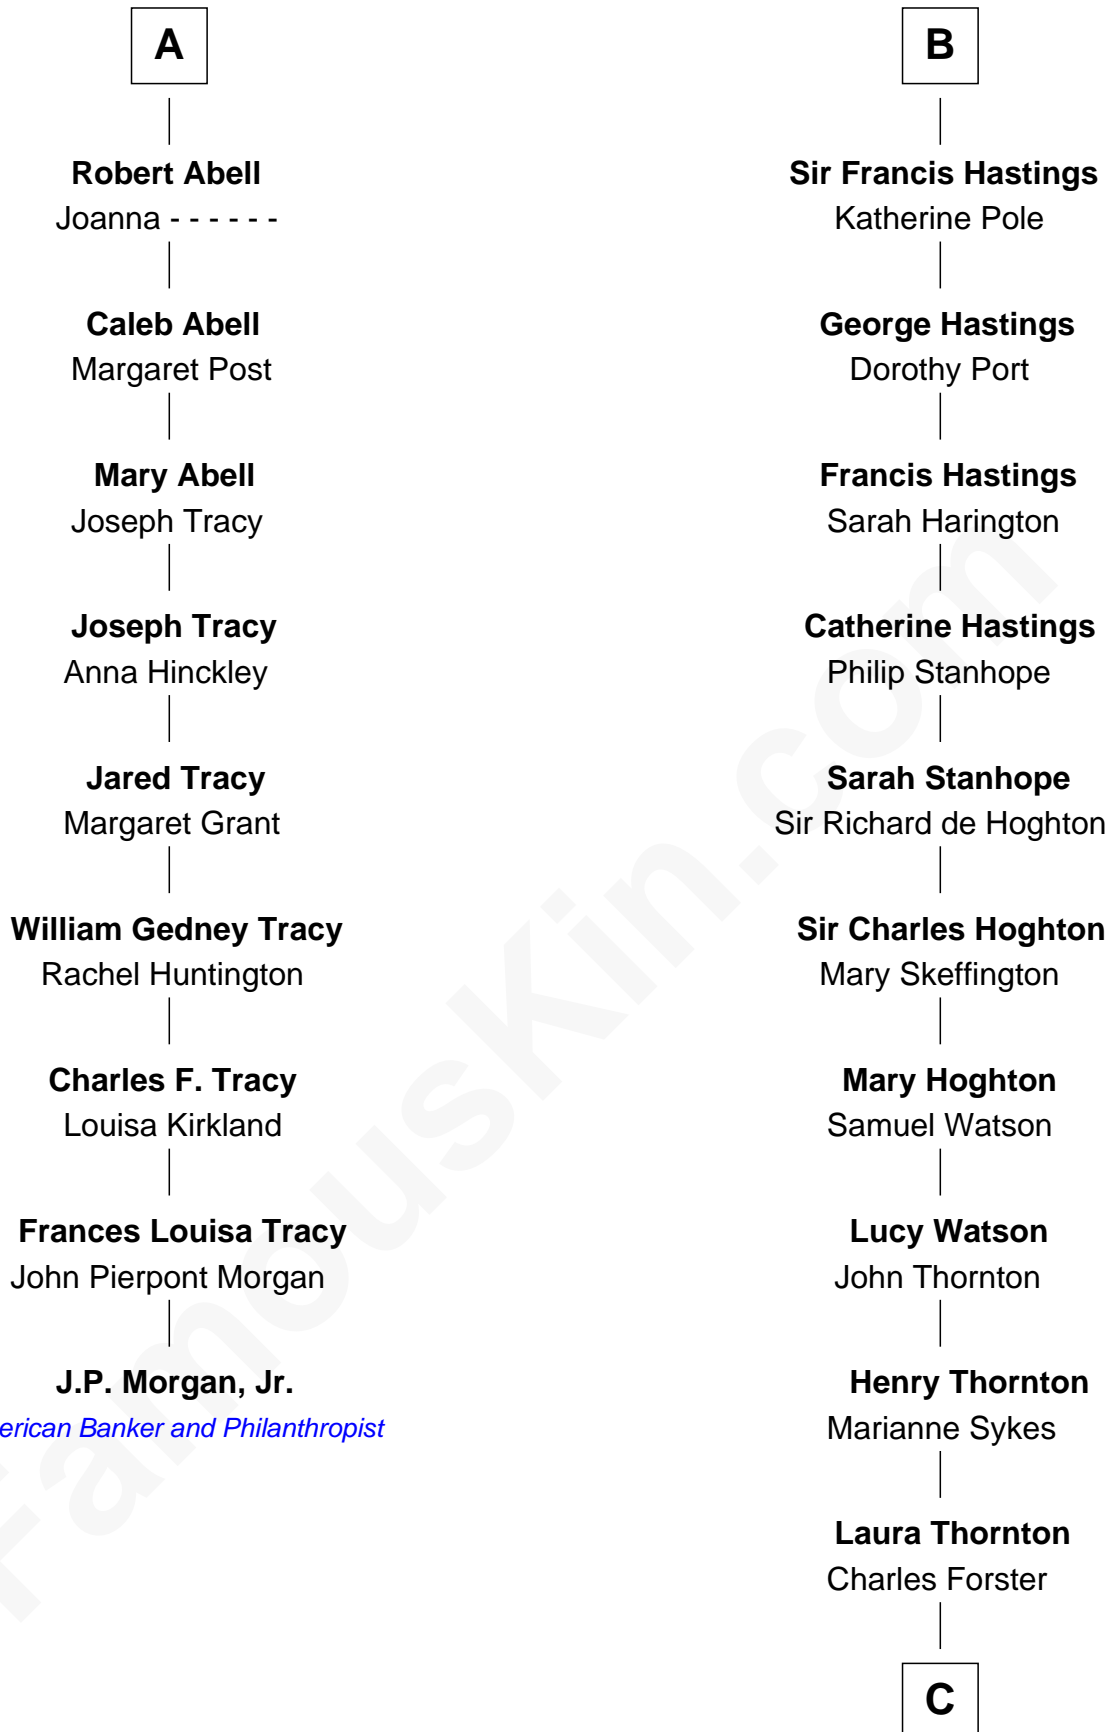 A
Robert Abell
Joanna - - - - - -
Caleb Abell
Margaret Post
Mary Abell
Joseph Tracy
Joseph Tracy
Anna Hinckley
Jared Tracy
Margaret Grant
William Gedney Tracy
Rachel Huntington
Charles F. Tracy
Louisa Kirkland
Frances Louisa Tracy
John Pierpont Morgan
J.P. Morgan, Jr.
erican Banker and Philanthropist
B
Sir Francis Hastings
Katherine Pole
George Hastings
Dorothy Port
Francis Hastings
Sarah Harington
Catherine Hastings
Philip Stanhope
Sarah Stanhope
Sir Richard de Hoghton
Sir Charles Hoghton
Mary Skeffington
Mary Hoghton
Samuel Watson
Lucy Watson
John Thornton
Henry Thornton
Marianne Sykes
Laura Thornton
Charles Forster
C
FamousKin.com